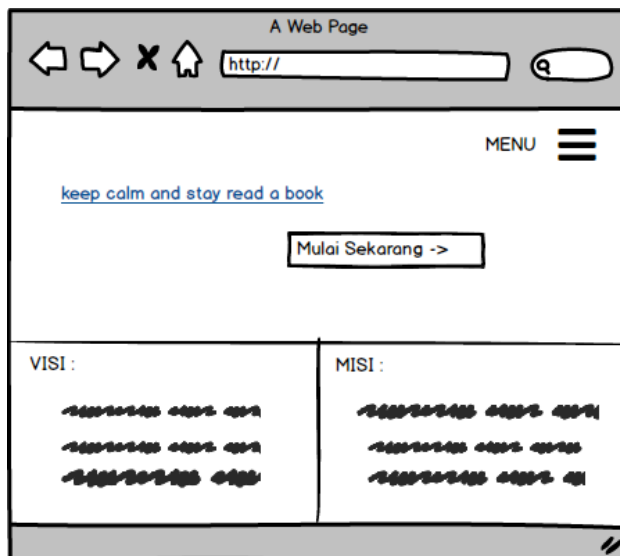 A Web Page
http://
MENU
keep calm and stay read a book
Mulai Sekarang ->
VISI :
MISI :